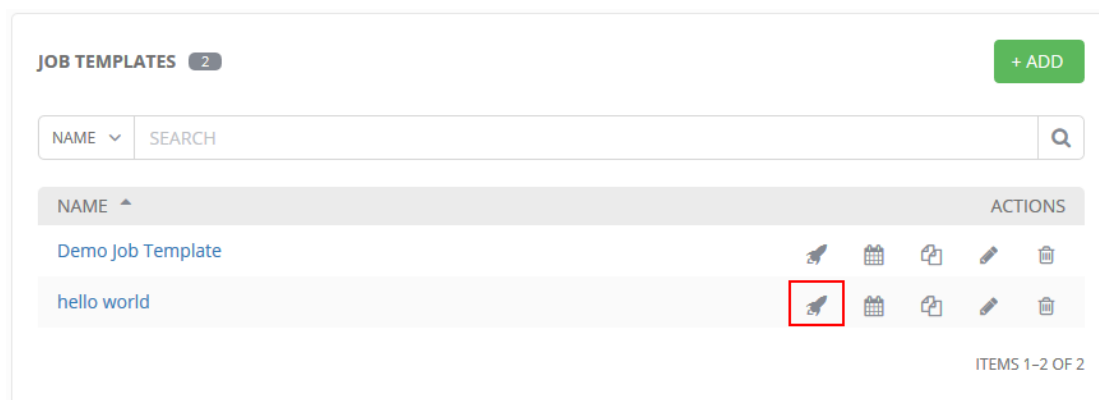 JOB TEMPLATES 2
+ ADD
NAME SEARCH
NAME ACTIONS
Demo Job Template
hello world
ITEMS 1–2 OF 2